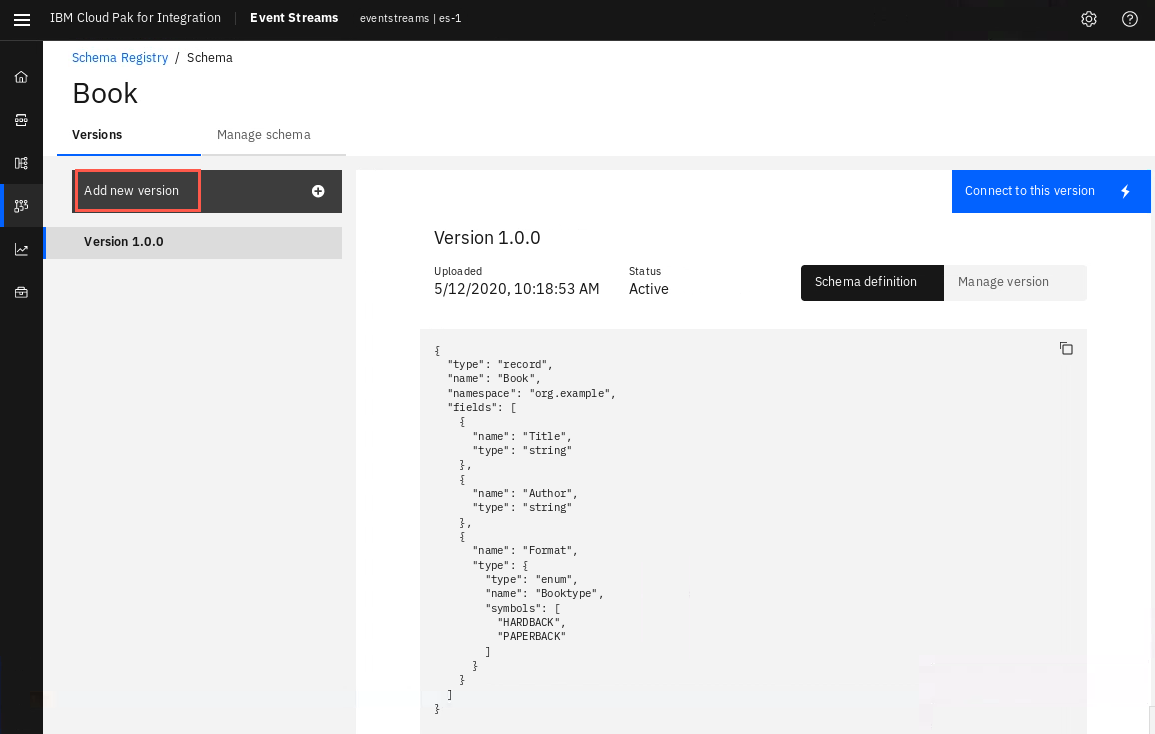 IBM Cloud Pak for Integration | Event Streams eventstreams | es-1
Schema Registry / Schema
Book
Versions Manage schema
Add new version
Connect to this version
Version 1.0.0
Version 1.0.0
Uploaded Status
5/12/2020, 10:18:53 AM Active
Schema definition Manage version
{
  "type": "record",
  "name": "Book",
  "namespace": "org.example",
  "fields": [
    {
      "name": "Title",
      "type": "string"
    },
    {
      "name": "Author",
      "type": "string"
    },
    {
      "name": "Format",
      "type": {
        "type": "enum",
        "name": "Booktype",
        "symbols": [
          "HARDBACK",
          "PAPERBACK"
        ]
      }
    }
  ]
}